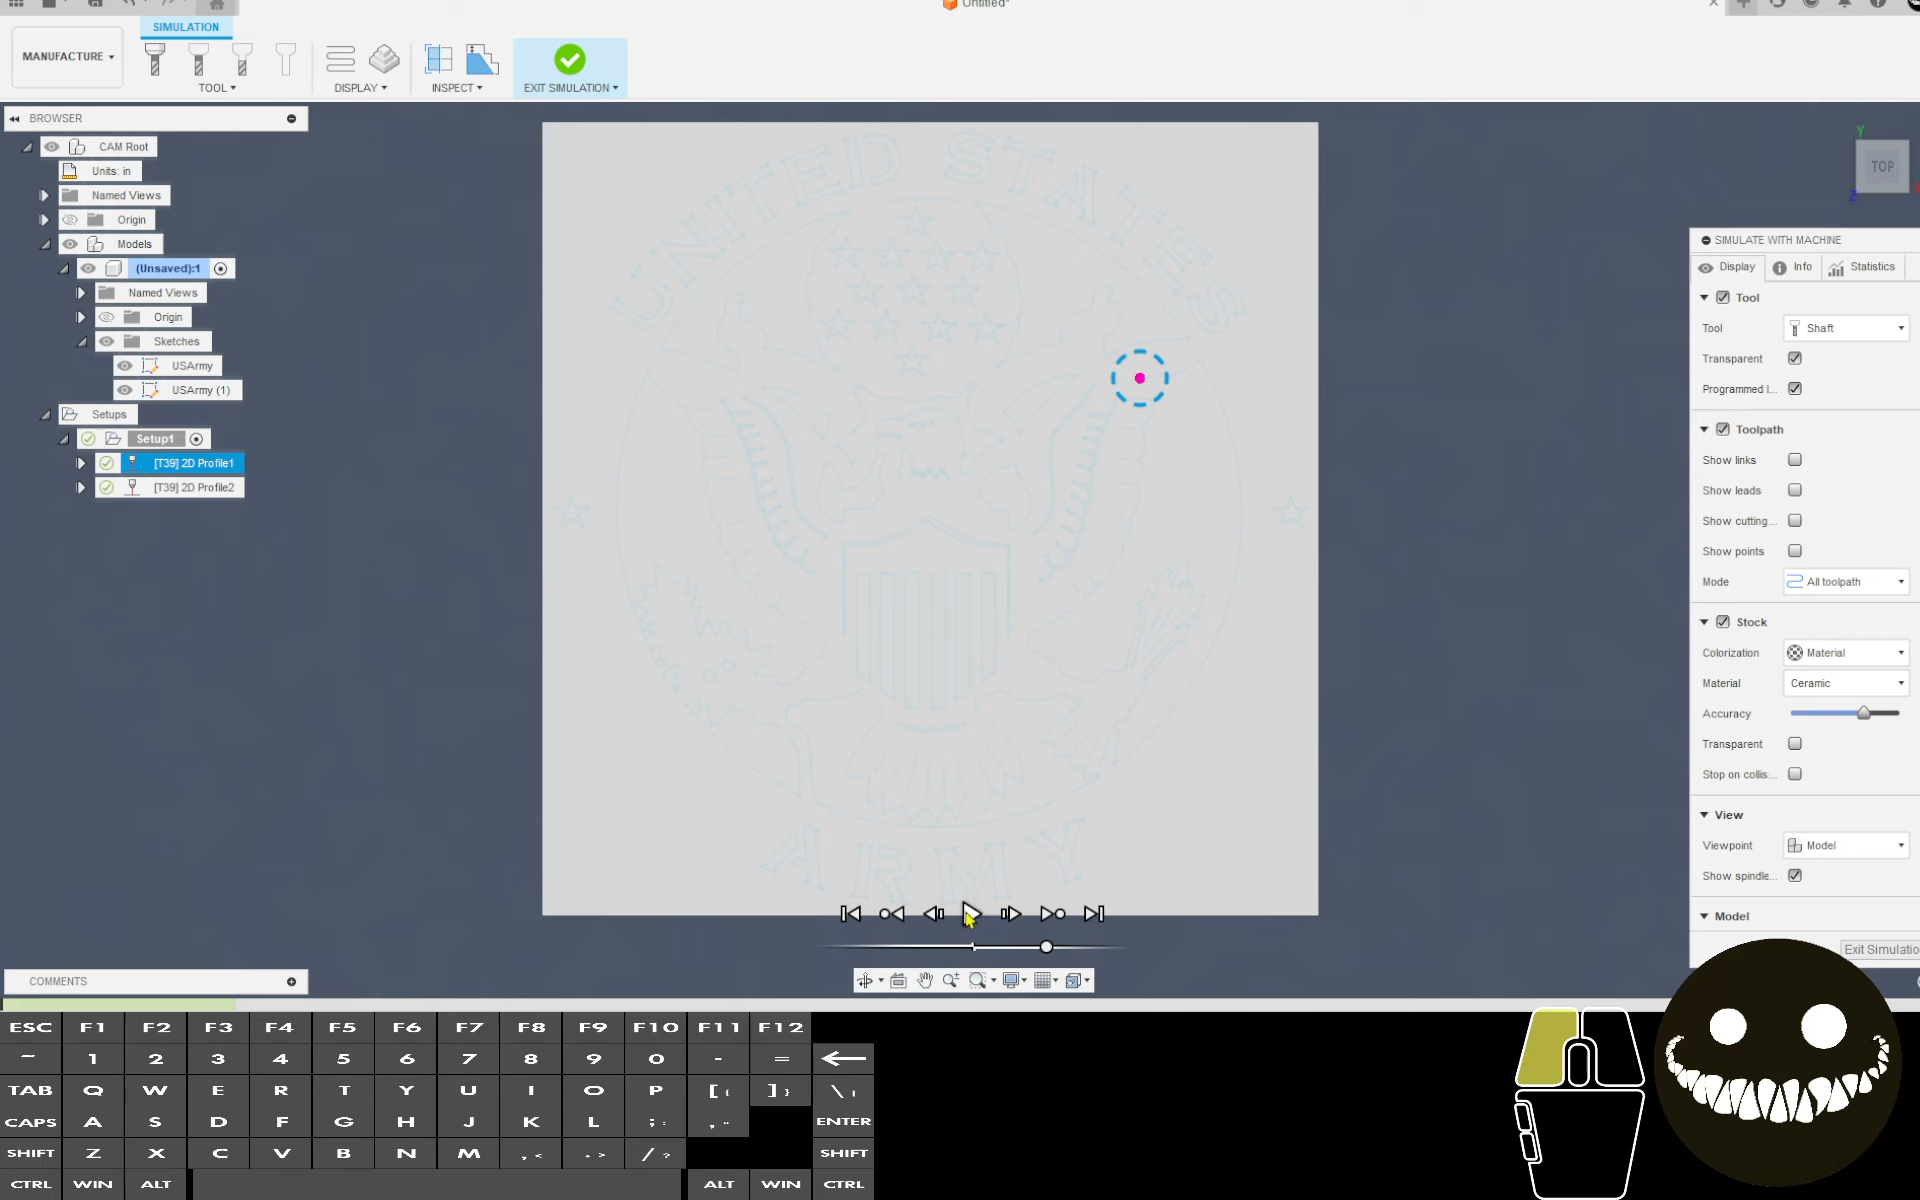 Untitled*
SIMULATION
MANUFACTURE
TOOL
DISPLAY
INSPECT
EXIT SIMULATION
BROWSER
CAM Root
Units: in
Named Views
Origin
Models
(Unsaved):1
Named Views
Origin
Sketches
USArmy
USArmy (1)
Setups
Setup1
[T39] 2D Profile1
[T39] 2D Profile2
UNITED STATES
ARMY
Y
TOP
Z
SIMULATE WITH MACHINE
Display Info Statistics
Tool
Tool Shaft
Transparent
Programmed l...
Toolpath
Show links
Show leads
Show cutting...
Show points
Mode All toolpath
Stock
Colorization Material
Material Ceramic
Accuracy
Transparent
Stop on collis...
View
Viewpoint Model
Show spindle...
Model
Exit Simulatio
COMMENTS
ESC F1 F2 F3 F4 F5 F6 F7 F8 F9 F10 F11 F12
~ 1 2 3 4 5 6 7 8 9 0 - =
TAB Q W E R T Y U I O P [{ ]} \|
CAPS A S D F G H J K L ;: '" ENTER
SHIFT Z X C V B N M ,< .> /? SHIFT
CTRL WIN ALT ALT WIN CTRL